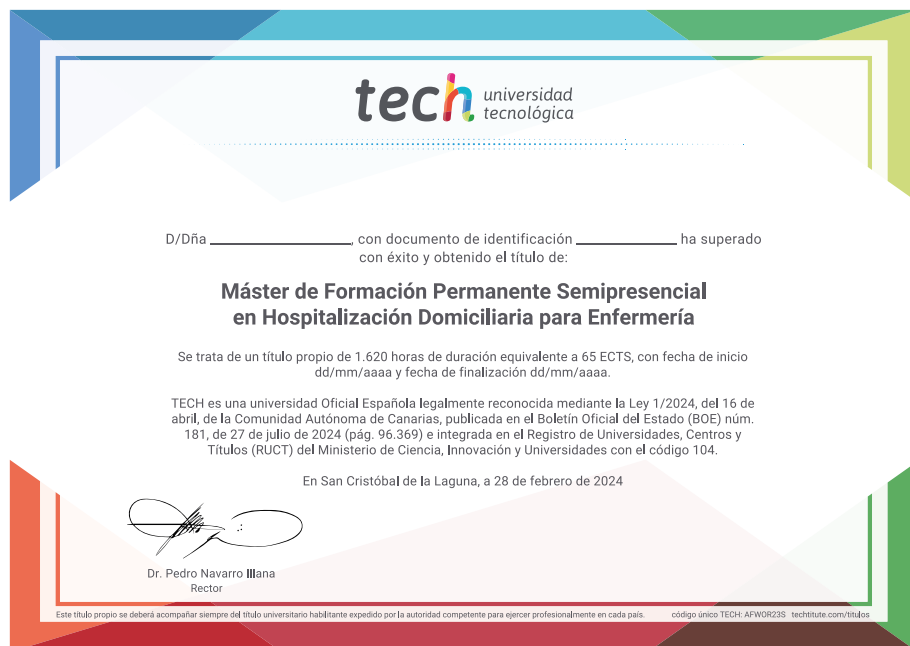 tech universidad
tecnológica
D/Dña ____________________, con documento de identificación ______________ ha superado
con éxito y obtenido el título de:
Máster de Formación Permanente Semipresencial
en Hospitalización Domiciliaria para Enfermería
Se trata de un título propio de 1.620 horas de duración equivalente a 65 ECTS, con fecha de inicio
dd/mm/aaaa y fecha de finalización dd/mm/aaaa.
TECH es una universidad Oficial Española legalmente reconocida mediante la Ley 1/2024, del 16 de
abril, de la Comunidad Autónoma de Canarias, publicada en el Boletín Oficial del Estado (BOE) núm.
181, de 27 de julio de 2024 (pág. 96.369) e integrada en el Registro de Universidades, Centros y
Títulos (RUCT) del Ministerio de Ciencia, Innovación y Universidades con el código 104.
En San Cristóbal de la Laguna, a 28 de febrero de 2024
Dr. Pedro Navarro Illana
Rector
Este título propio se deberá acompañar siempre del título universitario habilitante expedido por la autoridad competente para ejercer profesionalmente en cada país. código único TECH: AFWOR23S techtitute.com/titulos